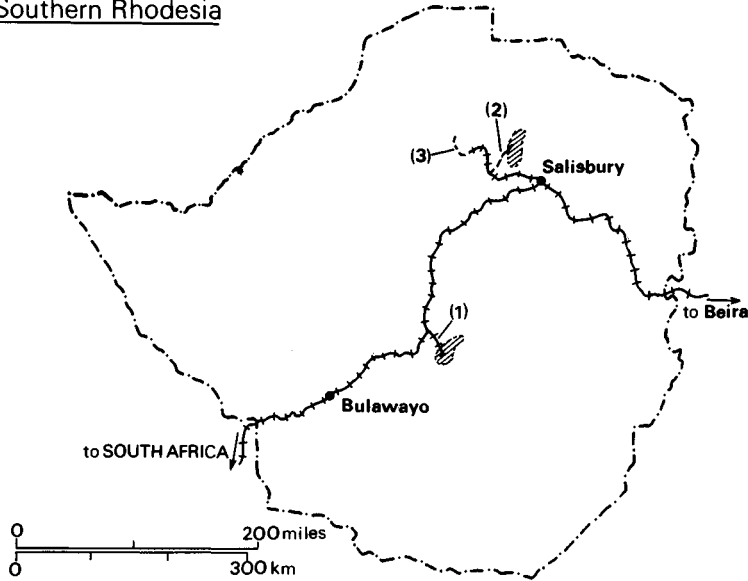 Southern Rhodesia
(2)
(3)
Salisbury
(1)
to Beira
Bulawayo
to SOUTH AFRICA
0 200 miles
0 300 km